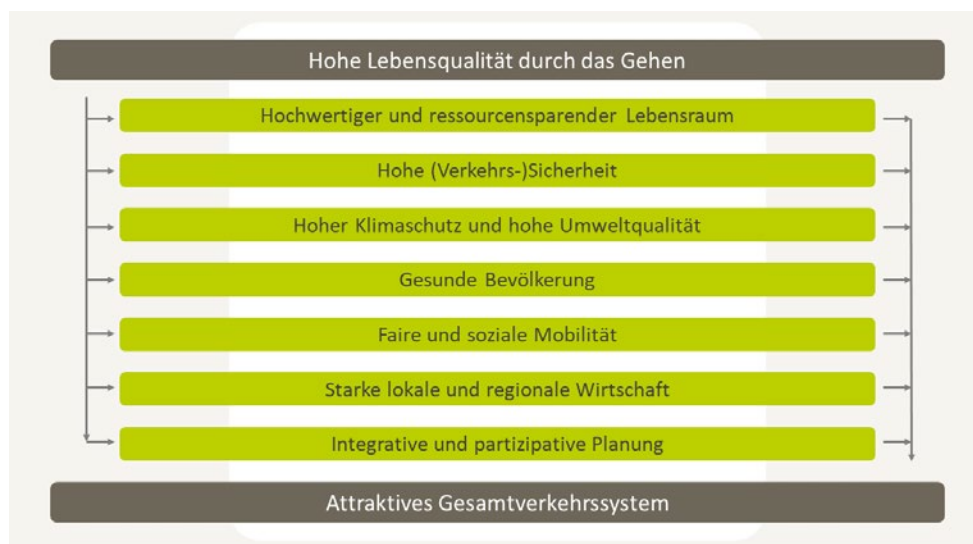 Hohe Lebensqualität durch das Gehen
Hochwertiger und ressourcensparender Lebensraum
Hohe (Verkehrs-)Sicherheit
Hoher Klimaschutz und hohe Umweltqualität
Gesunde Bevölkerung
Faire und soziale Mobilität
Starke lokale und regionale Wirtschaft
Integrative und partizipative Planung
Attraktives Gesamtverkehrssystem